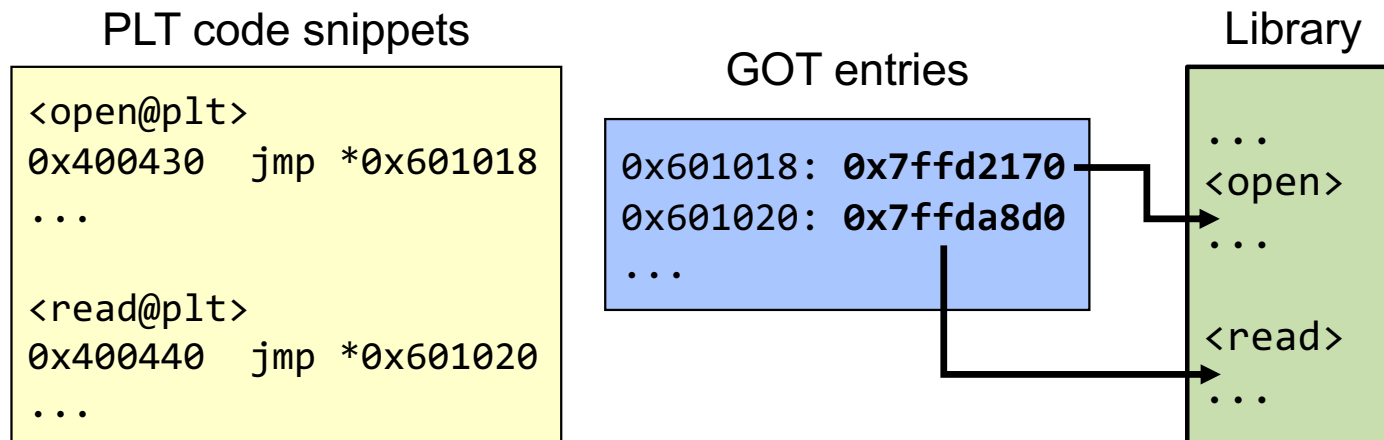 PLT code snippets
<open@plt>
0x400430  jmp *0x601018
...
<read@plt>
0x400440  jmp *0x601020
...
GOT entries
0x601018: 0x7ffd2170
0x601020: 0x7ffda8d0
...
Library
...
<open>
...
<read>
...